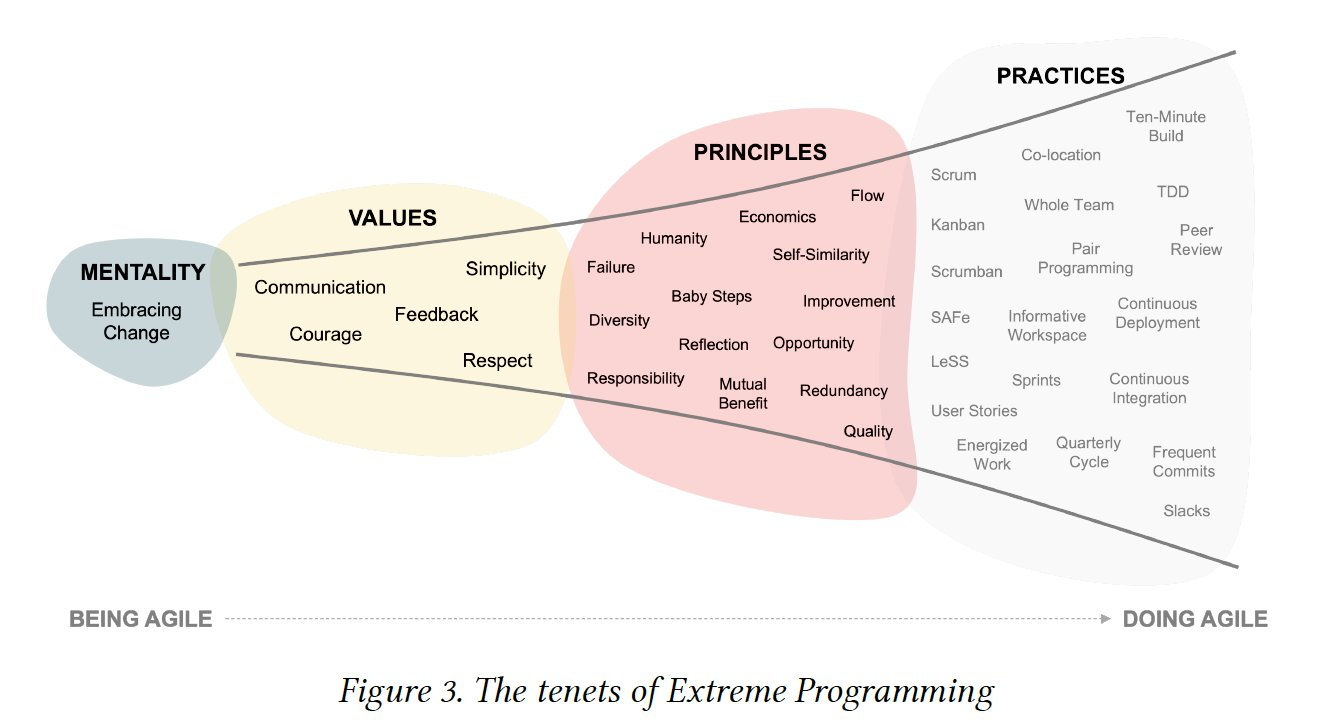 MENTALITY
Embracing
Change
VALUES
Simplicity
Communication
Feedback
Courage
Respect
PRINCIPLES
Flow
Economics
Humanity
Self-Similarity
Failure
Baby Steps
Improvement
Diversity
Reflection
Opportunity
Responsibility
Mutual
Benefit
Redundancy
Quality
PRACTICES
Ten-Minute
Build
Co-location
Scrum
TDD
Whole Team
Kanban
Peer
Review
Pair
Programming
Scrumban
Continuous
Deployment
SAFe
Informative
Workspace
LeSS
Sprints
Continuous
Integration
User Stories
Energized
Work
Quarterly
Cycle
Frequent
Commits
Slacks
BEING AGILE
DOING AGILE
Figure 3. The tenets of Extreme Programming